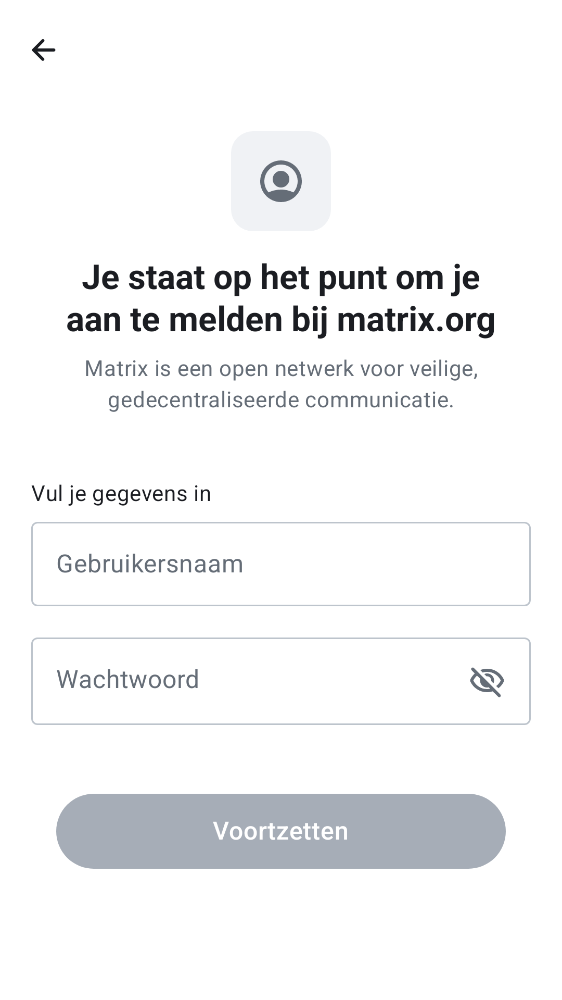 Je staat op het punt om je
aan te melden bij matrix.org
Matrix is een open netwerk voor veilige,
gedecentraliseerde communicatie.
Vul je gegevens in
Gebruikersnaam
Wachtwoord
Voortzetten